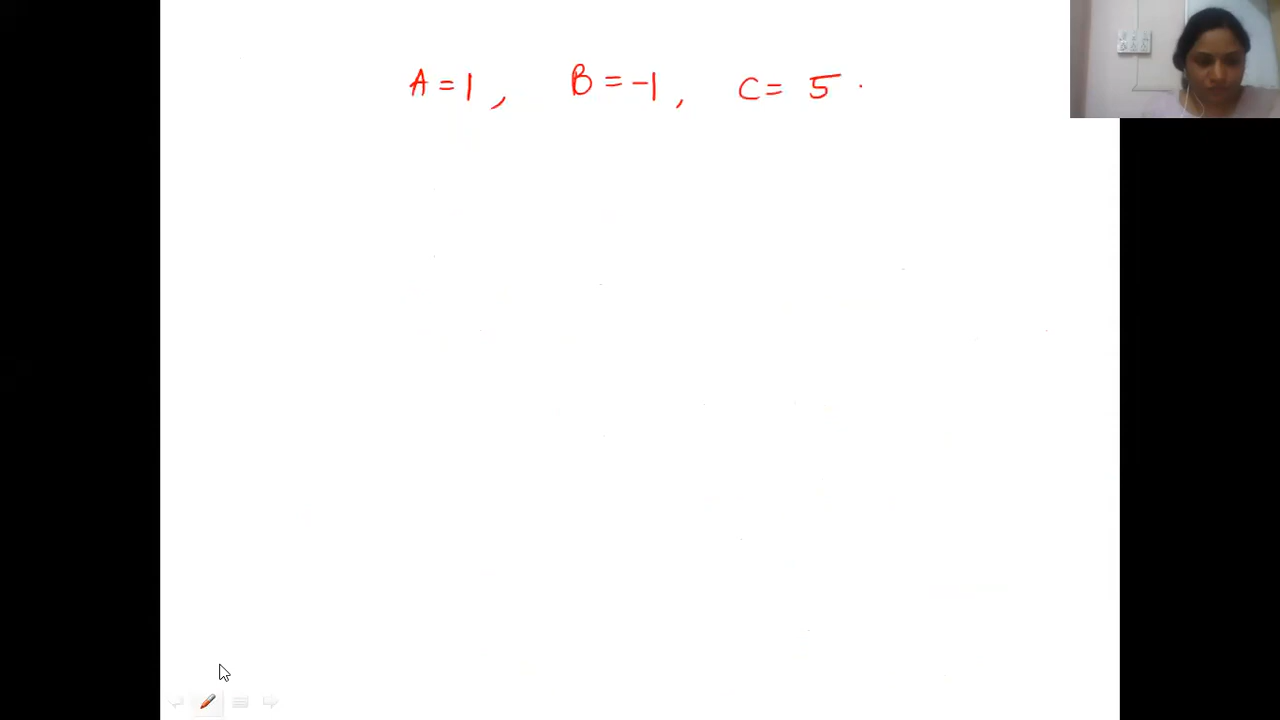 A = 1 , B = -1 , C = 5 .